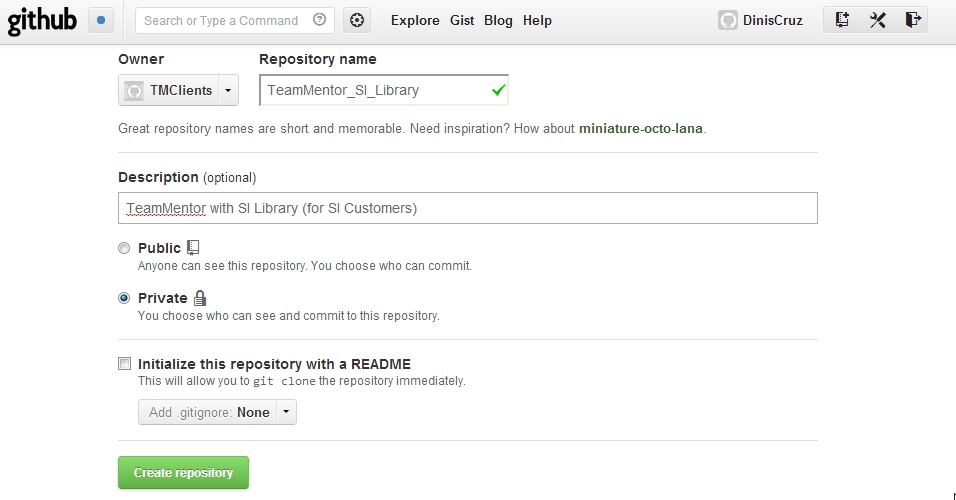 github Search or Type a Command Explore Gist Blog Help DinisCruz
Owner Repository name
TMClients TeamMentor_SI_Library
Great repository names are short and memorable. Need inspiration? How about miniature-octo-lana.
Description (optional)
TeamMentor with SI Library (for SI Customers)
Public
Anyone can see this repository. You choose who can commit.
Private
You choose who can see and commit to this repository.
Initialize this repository with a README
This will allow you to git clone the repository immediately.
Add .gitignore: None
Create repository